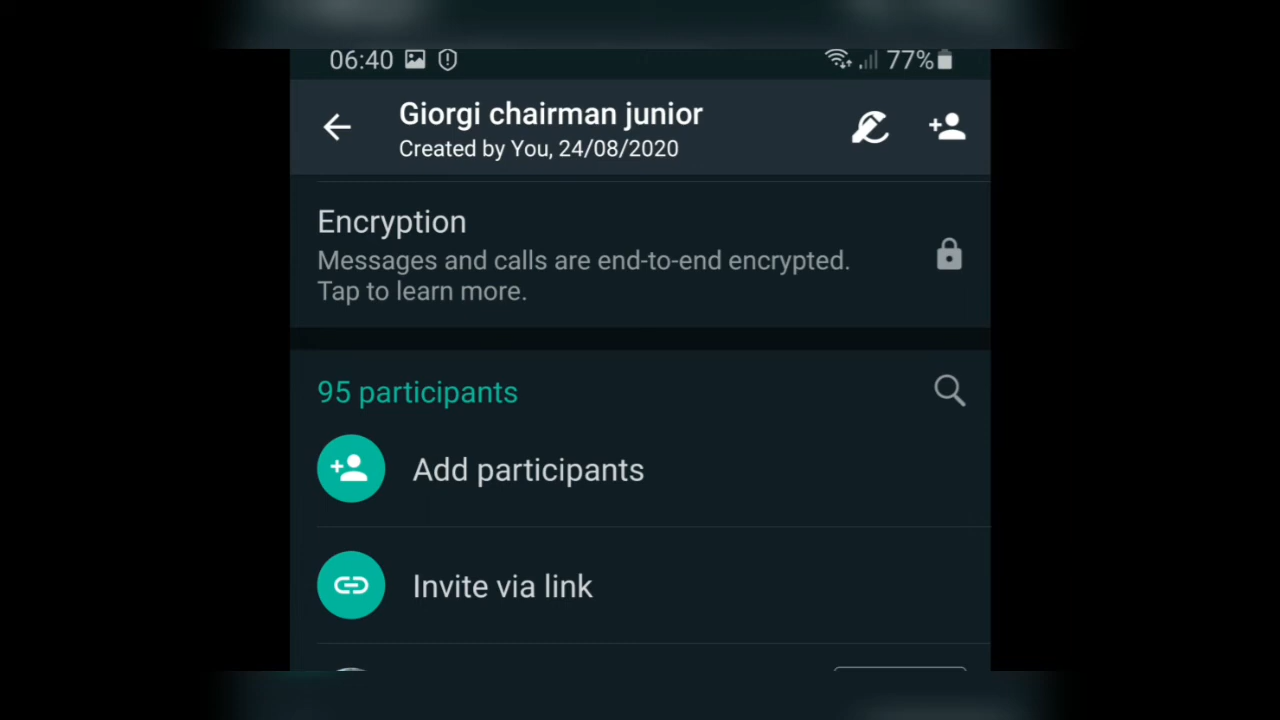 06:40 77%
Giorgi chairman junior
Created by You, 24/08/2020
Encryption
Messages and calls are end-to-end encrypted.
Tap to learn more.
95 participants
Add participants
Invite via link